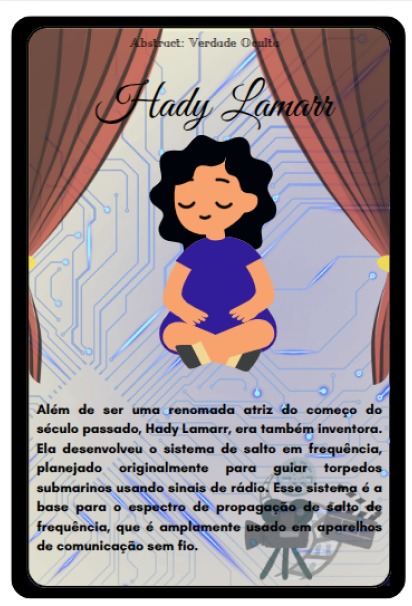 Abstract: Verdade Oculta
Hady Lamarr
Além de ser uma renomada atriz do começo do
século passado, Hady Lamarr, era também inventora.
Ela desenvolveu o sistema de salto em frequência,
planejado originalmente para guiar torpedos
submarinos usando sinais de rádio. Esse sistema é a
base para o espectro de propagação de salto de
frequência, que é amplamente usado em aparelhos
de comunicação sem fio.